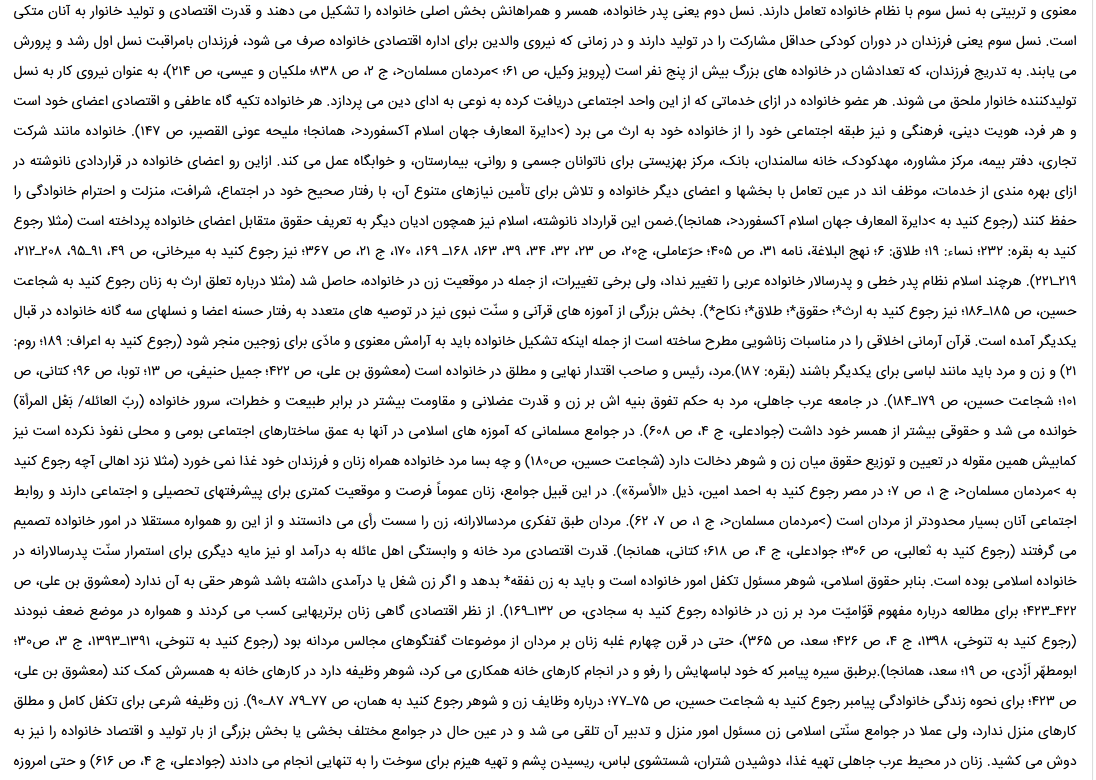 معنوی و تربیتی به نسل سوم با نظام خانواده تعامل دارند. نسل دوم یعنی پدر خانواده، همسر و همراهانش بخش اصلی خانواده را تشکیل می دهند و قدرت اقتصادی و تولید خانوار به آنان متکی
است. نسل سوم یعنی فرزندان در دوران کودکی حداقل مشارکت را در تولید دارند و در زمانی که نیروی والدین برای اداره اقتصادی خانواده صرف می شود، فرزندان بامراقبت نسل اول رشد و پرورش
می یابند. به تدریج فرزندان، که تعدادشان در خانواده های بزرگ بیش از پنج نفر است (پرویز وکیل، ص ۶۱؛ >مردمان مسلمان<، ج ۲، ص ۸۳۸؛ ملکیان و عیسی، ص ۲۱۴)، به عنوان نیروی کار به نسل
تولیدکننده خانوار ملحق می شوند. هر عضو خانواده در ازای خدماتی که از این واحد اجتماعی دریافت کرده به نوعی به ادای دین می پردازد. هر خانواده تکیه گاه عاطفی و اقتصادی اعضای خود است
و هر فرد، هویت دینی، فرهنگی و نیز طبقه اجتماعی خود را از خانواده خود به ارث می برد (>دایرة المعارف جهان اسلام آکسفورد<، همانجا؛ ملیحه عونی القصیر، ص ۱۴۷). خانواده مانند شرکت
تجاری، دفتر بیمه، مرکز مشاوره، مهدکودک، خانه سالمندان، بانک، مرکز بهزیستی برای ناتوانان جسمی و روانی، بیمارستان، و خوابگاه عمل می کند. ازاین رو اعضای خانواده در قراردادی نانوشته در
ازای بهره مندی از خدمات، موظف اند در عین تعامل با بخشها و اعضای دیگر خانواده و تلاش برای تأمین نیازهای متنوع آن، با رفتار صحیح خود در اجتماع، شرافت، منزلت و احترام خانوادگی را
حفظ کنند (رجوع کنید به >دایرة المعارف جهان اسلام آکسفورد<، همانجا).ضمن این قرارداد نانوشته، اسلام نیز همچون ادیان دیگر به تعریف حقوق متقابل اعضای خانواده پرداخته است (مثلا رجوع
کنید به بقره: ۲۳۲؛ نساء: ۱۹؛ طلاق: ۶؛ نهج البلاغة، نامه ۳۱، ص ۴۰۵؛ حرّعاملی، ج۲۰، ص ۲۳، ۳۲، ۳۴، ۳۹، ۱۶۳، ۱۶۸ـ ۱۶۹، ۱۷۰، ج ۲۱، ص ۳۶۷؛ نیز رجوع کنید به میرخانی، ص ۴۹، ۹۱ـ۹۵، ۲۰۸ـ۲۱۲،
۲۱۹ـ۲۲۱). هرچند اسلام نظام پدر خطی و پدرسالار خانواده عربی را تغییر نداد، ولی برخی تغییرات، از جمله در موقعیت زن در خانواده، حاصل شد (مثلا درباره تعلق ارث به زنان رجوع کنید به شجاعت
حسین، ص ۱۸۵ـ۱۸۶؛ نیز رجوع کنید به ارث*؛ حقوق*؛ طلاق*؛ نکاح*). بخش بزرگی از آموزه های قرآنی و سنّت نبوی نیز در توصیه های متعدد به رفتار حسنه اعضا و نسلهای سه گانه خانواده در قبال
یکدیگر آمده است. قرآن آرمانی اخلاقی را در مناسبات زناشویی مطرح ساخته است از جمله اینکه تشکیل خانواده باید به آرامش معنوی و مادّی برای زوجین منجر شود (رجوع کنید به اعراف: ۱۸۹؛ روم:
۲۱) و زن و مرد باید مانند لباسی برای یکدیگر باشند (بقره: ۱۸۷).مرد، رئیس و صاحب اقتدار نهایی و مطلق در خانواده است (معشوق بن علی، ص ۴۲۲؛ جمیل حنیفی، ص ۱۳؛ توبا، ص ۹۶؛ کتانی، ص
۱۰۱؛ شجاعت حسین، ص ۱۷۹ـ۱۸۴). در جامعه عرب جاهلی، مرد به حکم تفوق بنیه اش بر زن و قدرت عضلانی و مقاومت بیشتر در برابر طبیعت و خطرات، سرور خانواده (ربّ العائله/ بَعْل المرأة)
خوانده می شد و حقوقی بیشتر از همسر خود داشت (جوادعلی، ج ۴، ص ۶۰۸). در جوامع مسلمانی که آموزه های اسلامی در آنها به عمق ساختارهای اجتماعی بومی و محلی نفوذ نکرده است نیز
کمابیش همین مقوله در تعیین و توزیع حقوق میان زن و شوهر دخالت دارد (شجاعت حسین، ص۱۸۰) و چه بسا مرد خانواده همراه زنان و فرزندان خود غذا نمی خورد (مثلا نزد اهالی آچه رجوع کنید
به >مردمان مسلمان<، ج ۱، ص ۷؛ در مصر رجوع کنید به احمد امین، ذیل «الأسرة»). در این قبیل جوامع، زنان عموماً فرصت و موقعیت کمتری برای پیشرفتهای تحصیلی و اجتماعی دارند و روابط
اجتماعی آنان بسیار محدودتر از مردان است (>مردمان مسلمان<، ج ۱، ص ۷، ۶۲). مردان طبق تفکری مردسالارانه، زن را سست رأی می دانستند و از این رو همواره مستقلا در امور خانواده تصمیم
می گرفتند (رجوع کنید به ثعالبی، ص ۳۰۶؛ جوادعلی، ج ۴، ص ۶۱۸؛ کتانی، همانجا). قدرت اقتصادی مرد خانه و وابستگی اهل عائله به درآمد او نیز مایه دیگری برای استمرار سنّت پدرسالارانه در
خانواده اسلامی بوده است. بنابر حقوق اسلامی، شوهر مسئول تکفل امور خانواده است و باید به زن نفقه* بدهد و اگر زن شغل یا درآمدی داشته باشد شوهر حقی به آن ندارد (معشوق بن علی، ص
۴۲۲ـ۴۲۳؛ برای مطالعه درباره مفهوم قوّامیّت مرد بر زن در خانواده رجوع کنید به سجادی، ص ۱۳۲ـ۱۶۹). از نظر اقتصادی گاهی زنان برتریهایی کسب می کردند و همواره در موضع ضعف نبودند
(رجوع کنید به تنوخی، ۱۳۹۸، ج ۴، ص ۴۲۶؛ سعد، ص ۳۶۵)، حتی در قرن چهارم غلبه زنان بر مردان از موضوعات گفتگوهای مجالس مردانه بود (رجوع کنید به تنوخی، ۱۳۹۱ـ۱۳۹۳، ج ۳، ص۳۰؛
ابومطهّر اَزْدی، ص ۱۹؛ سعد، همانجا).برطبق سیره پیامبر که خود لباسهایش را رفو و در انجام کارهای خانه همکاری می کرد، شوهر وظیفه دارد در کارهای خانه به همسرش کمک کند (معشوق بن علی،
ص ۴۲۳؛ برای نحوه زندگی خانوادگی پیامبر رجوع کنید به شجاعت حسین، ص ۷۵ـ۷۷؛ درباره وظایف زن و شوهر رجوع کنید به همان، ص ۷۷ـ۷۹، ۸۷ـ۹۰). زن وظیفه شرعی برای تکفل کامل و مطلق
کارهای منزل ندارد، ولی عملا در جوامع سنّتی اسلامی زن مسئول امور منزل و تدبیر آن تلقی می شد و در عین حال در جوامع مختلف بخشی یا بخش بزرگی از بار تولید و اقتصاد خانواده را نیز به
دوش می کشید. زنان در محیط عرب جاهلی تهیه غذا، دوشیدن شتران، شستشوی لباس، ریسیدن پشم و تهیه هیزم برای سوخت را به تنهایی انجام می دادند (جوادعلی، ج ۴، ص ۶۱۶) و حتی امروزه